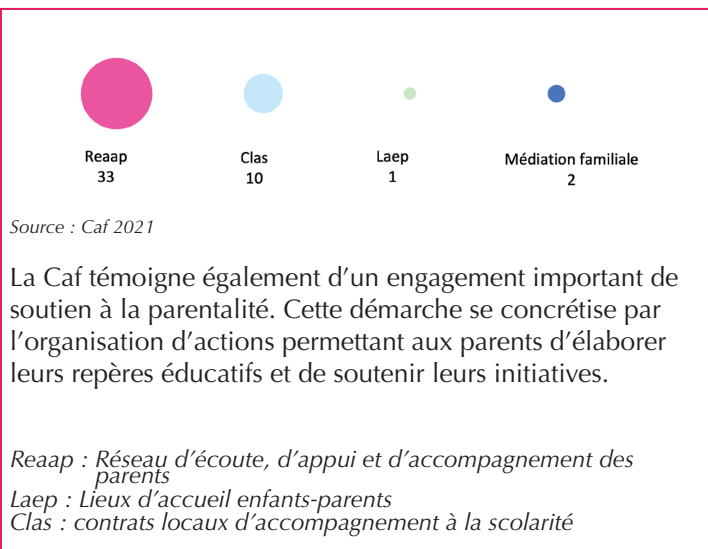 Reaap Clas Laep Médiation familiale
33 10 1 2
Source : Caf 2021
La Caf témoigne également d’un engagement important de
soutien à la parentalité. Cette démarche se concrétise par
l’organisation d’actions permettant aux parents d’élaborer
leurs repères éducatifs et de soutenir leurs initiatives.
Reaap : Réseau d’écoute, d’appui et d’accompagnement des
parents
Laep : Lieux d’accueil enfants-parents
Clas : contrats locaux d’accompagnement à la scolarité